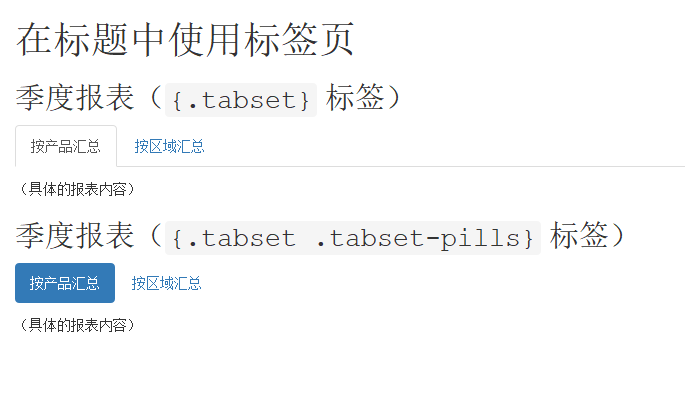 在标题中使用标签页
季度报表（{.tabset} 标签）
按产品汇总 按区域汇总
（具体的报表内容）
季度报表（{.tabset .tabset-pills} 标签）
按产品汇总 按区域汇总
（具体的报表内容）